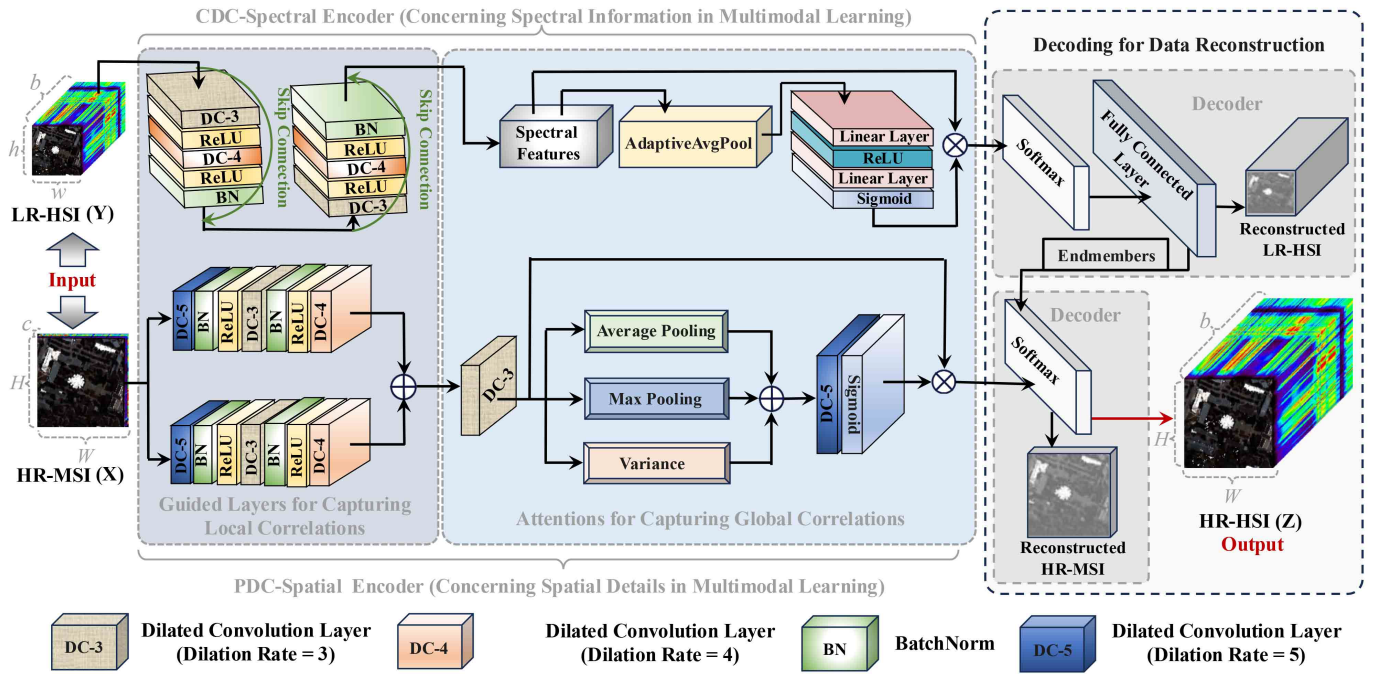 CDC-Spectral Encoder (Concerning Spectral Information in Multimodal Learning)
b
h
w
LR-HSI (Y)
Input
c
H
W
HR-MSI (X)
DC-3
ReLU
DC-4
ReLU
BN
Skip Connection
BN
ReLU
DC-4
ReLU
DC-3
Skip Connection
DC-5
BN
ReLU
DC-3
BN
ReLU
DC-4
DC-5
BN
ReLU
DC-3
BN
ReLU
DC-4
Guided Layers for Capturing
Local Correlations
Spectral
Features
AdaptiveAvgPool
Linear Layer
ReLU
Linear Layer
Sigmoid
DC-3
Average Pooling
Max Pooling
Variance
DC-5
Sigmoid
Attentions for Capturing Global Correlations
PDC-Spatial Encoder (Concerning Spatial Details in Multimodal Learning)
Decoding for Data Reconstruction
Decoder
Softmax
Fully Connected
Layer
Reconstructed
LR-HSI
Endmembers
Decoder
Softmax
Reconstructed
HR-MSI
b
H
W
HR-HSI (Z)
Output
DC-3
Dilated Convolution Layer
(Dilation Rate = 3)
DC-4
Dilated Convolution Layer
(Dilation Rate = 4)
BN
BatchNorm
DC-5
Dilated Convolution Layer
(Dilation Rate = 5)